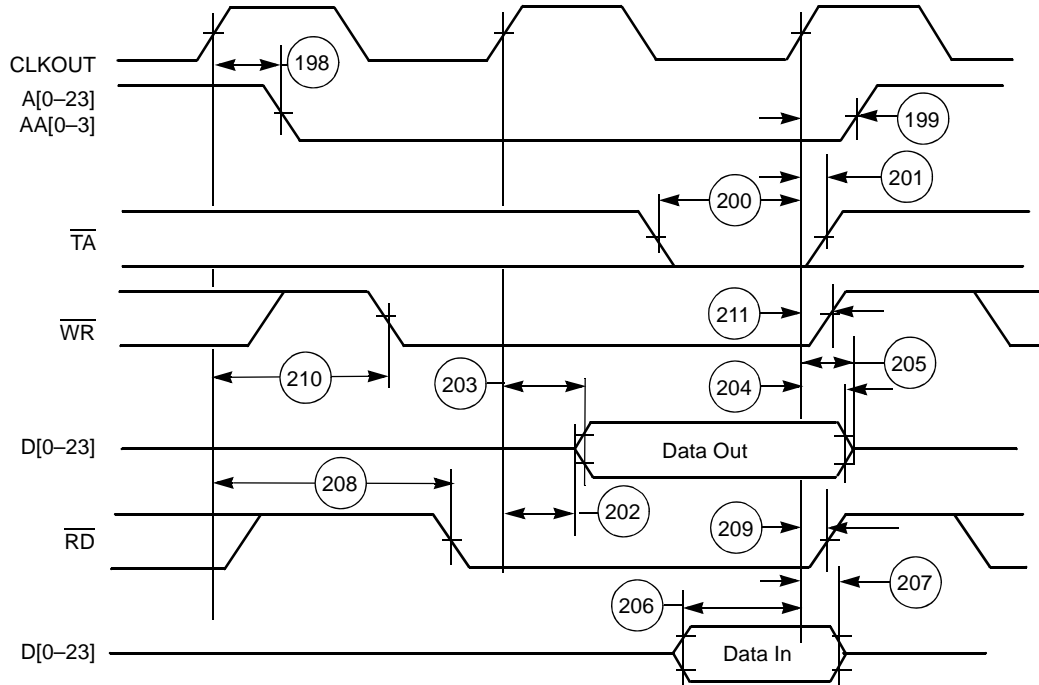 CLKOUT
198
A[0–23]
AA[0–3]
199
200
201
TA
WR
211
210
203
204
205
D[0–23]
Data Out
208
202
209
RD
206
207
D[0–23]
Data In